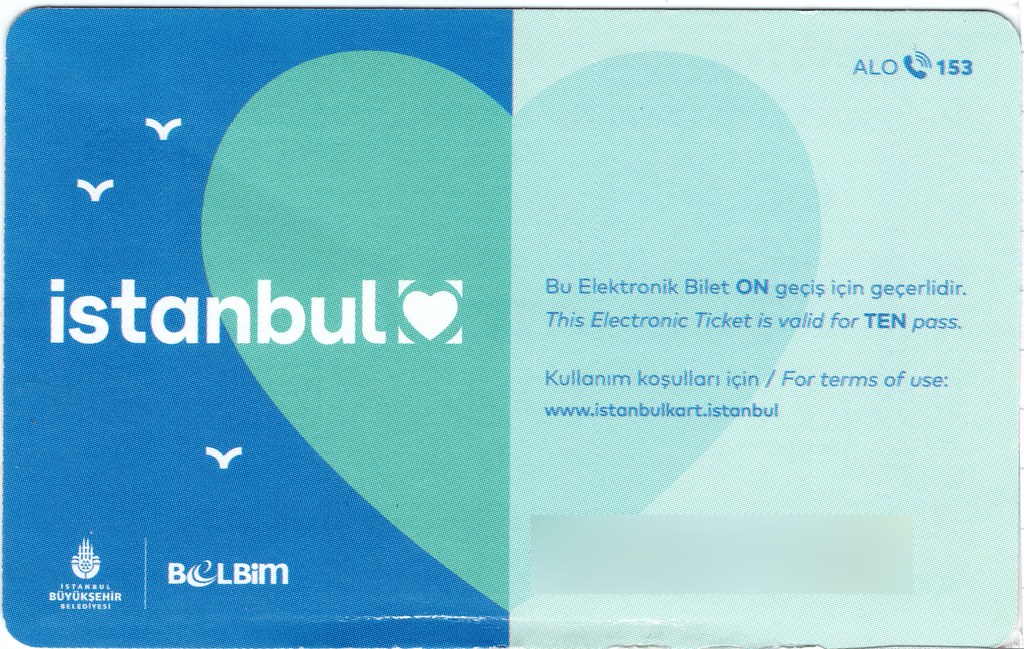 ALO 153
istanbul
Bu Elektronik Bilet ON geçiş için geçerlidir.
This Electronic Ticket is valid for TEN pass.
Kullanım koşulları için / For terms of use:
www.istanbulkart.istanbul
İSTANBUL
BÜYÜKŞEHİR
BELEDİYESİ
BELBiM